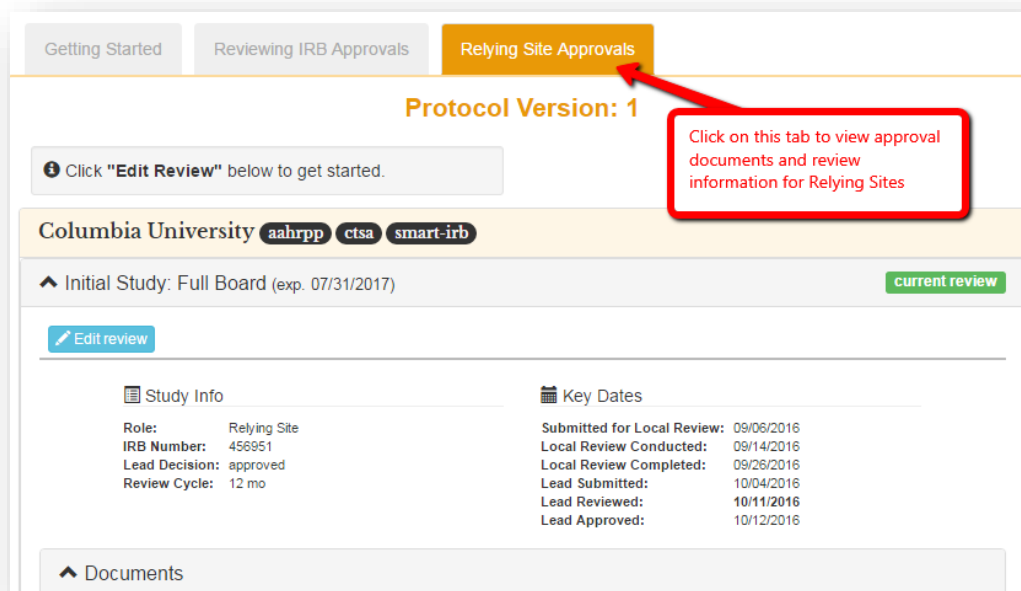 Getting Started
Reviewing IRB Approvals
Relying Site Approvals
Protocol Version: 1
Click on this tab to view approval
documents and review
information for Relying Sites
Click "Edit Review" below to get started.
Columbia University aahrpp ctsa smart-irb
Initial Study: Full Board (exp. 07/31/2017)
current review
Edit review
Study Info
Role: Relying Site
IRB Number: 456951
Lead Decision: approved
Review Cycle: 12 mo
Key Dates
Submitted for Local Review: 09/06/2016
Local Review Conducted: 09/14/2016
Local Review Completed: 09/26/2016
Lead Submitted: 10/04/2016
Lead Reviewed: 10/11/2016
Lead Approved: 10/12/2016
Documents